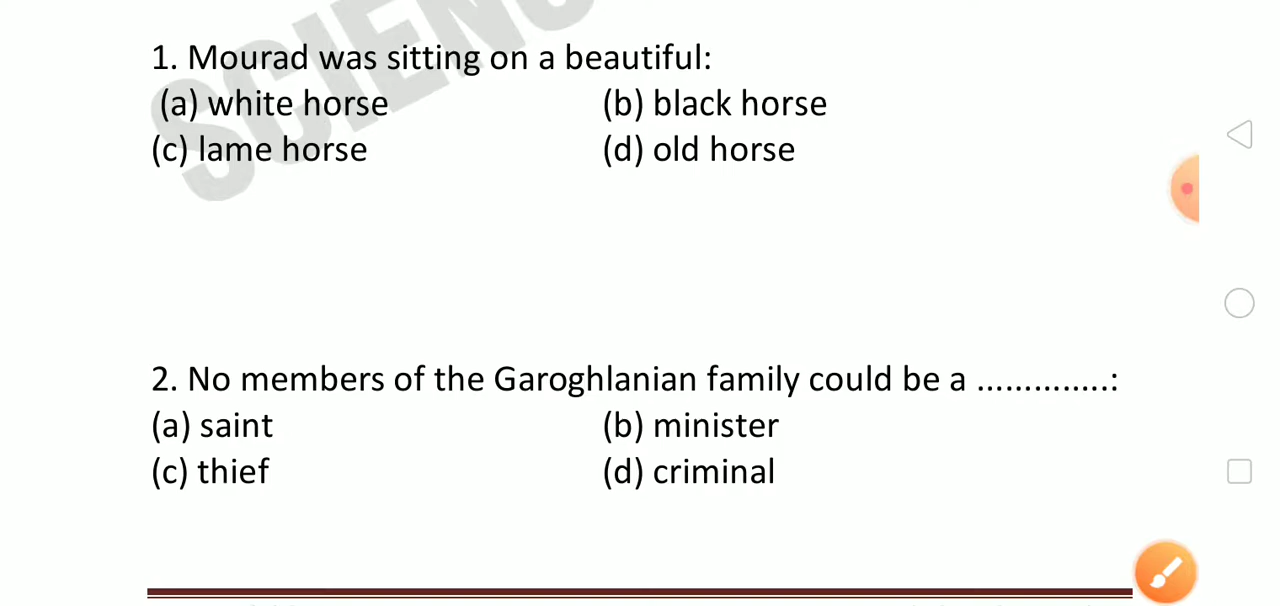 SCIENC
1. Mourad was sitting on a beautiful:
(a) white horse (b) black horse
(c) lame horse (d) old horse
2. No members of the Garoghlanian family could be a ..............:
(a) saint (b) minister
(c) thief (d) criminal